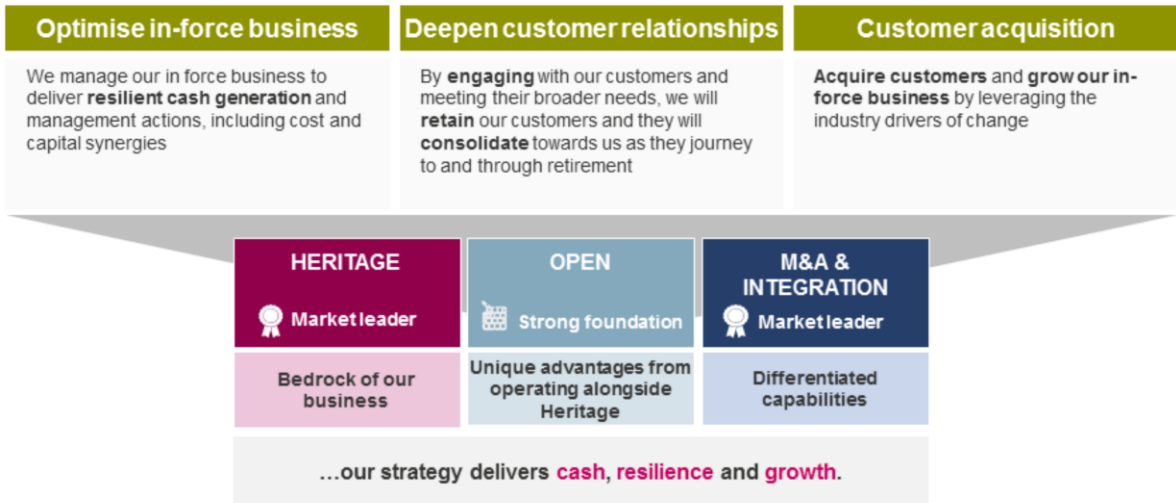 Optimise in-force business
We manage our in force business to
deliver resilient cash generation and
management actions, including cost and
capital synergies
Deepen customer relationships
By engaging with our customers and
meeting their broader needs, we will
retain our customers and they will
consolidate towards us as they journey
to and through retirement
Customer acquisition
Acquire customers and grow our in-
force business by leveraging the
industry drivers of change
HERITAGE
Market leader
Bedrock of our
business
OPEN
Strong foundation
Unique advantages from
operating alongside
Heritage
M&A &
INTEGRATION
Market leader
Differentiated
capabilities
…our strategy delivers cash, resilience and growth.